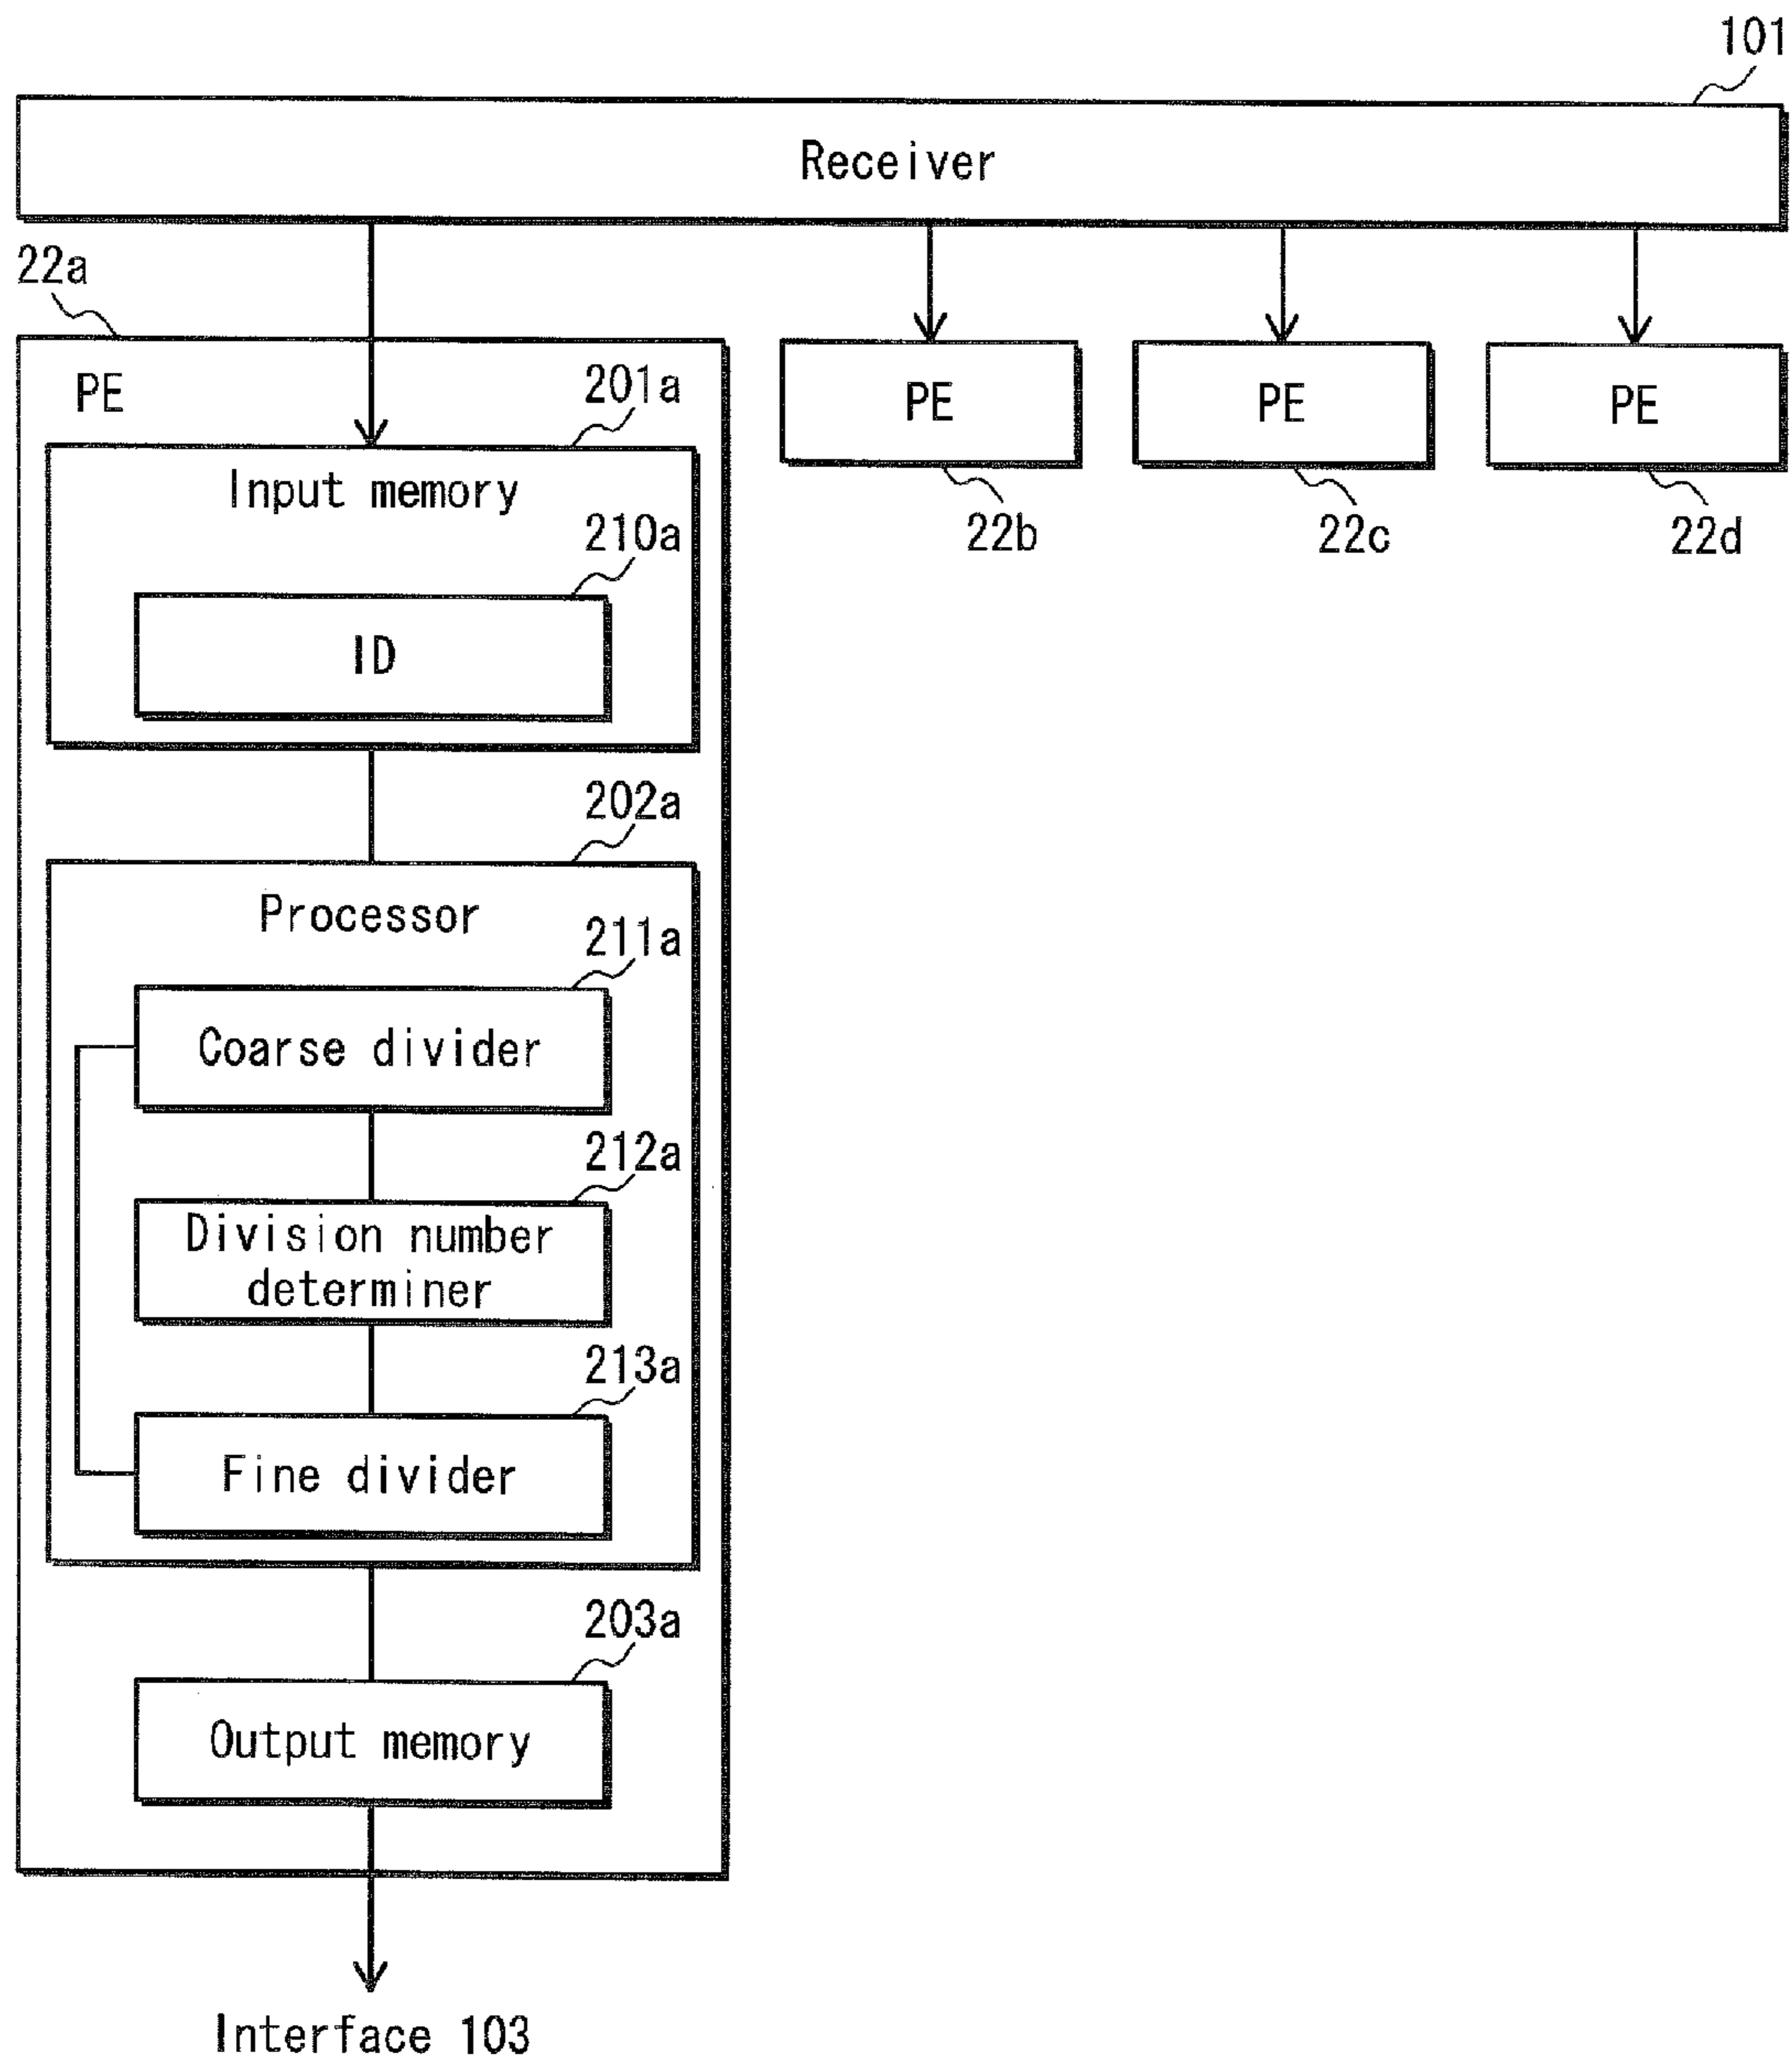 101
Receiver
22a
PE
201a
Input memory
210a
ID
PE
PE
PE
22b
22c
22d
202a
Processor
211a
Coarse divider
212a
Division number
determiner
213a
Fine divider
203a
Output memory
Interface 103